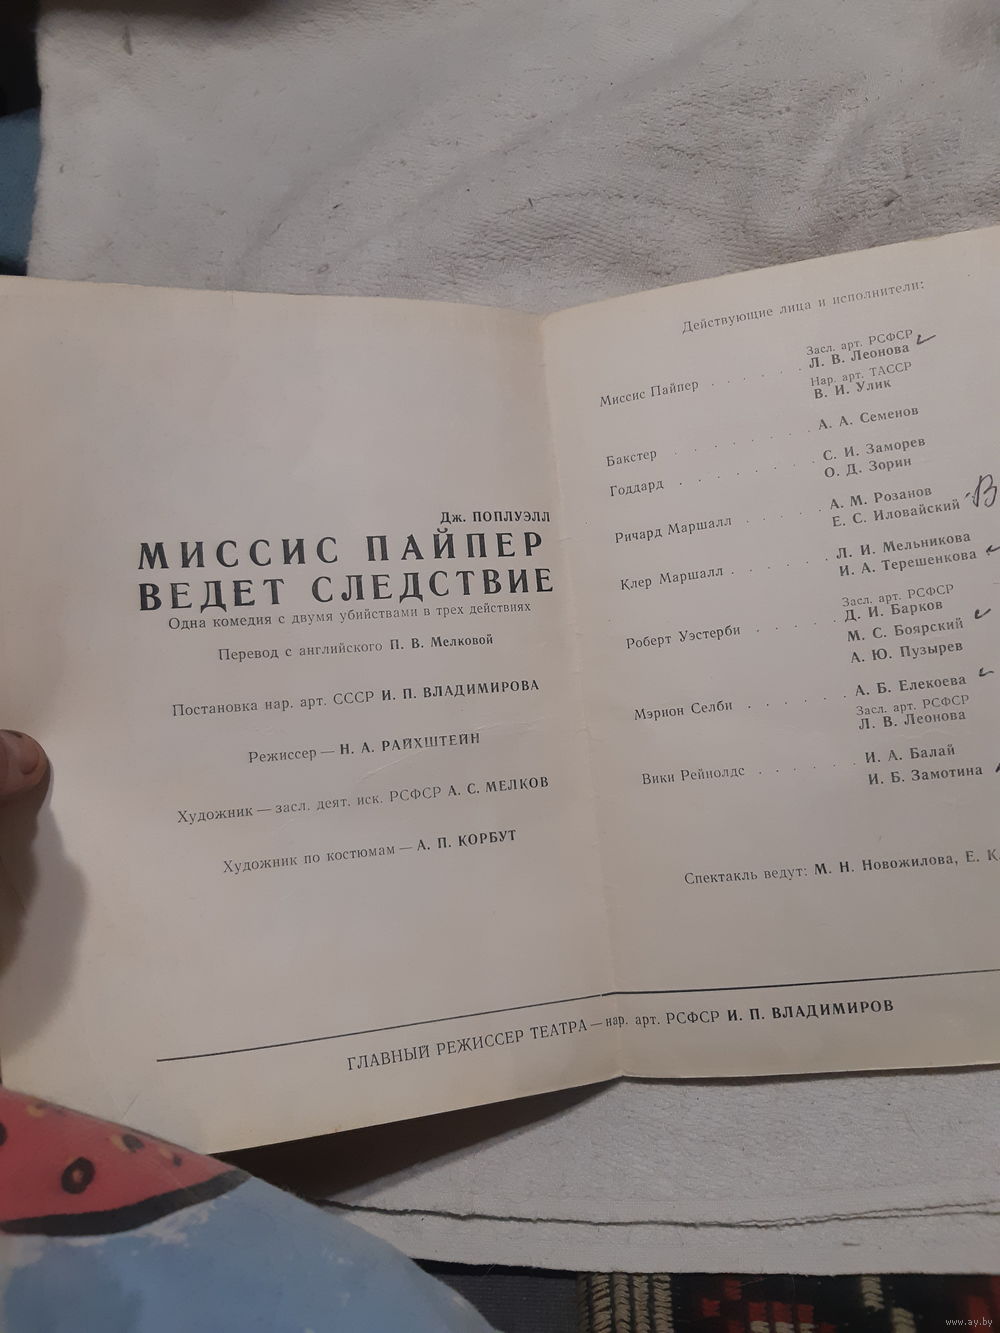 Дж. ПОПЛУЭЛЛ
МИССИС ПАЙПЕР
ВЕДЕТ СЛЕДСТВИЕ
Одна комедия с двумя убийствами в трех действиях
Перевод с английского П. В. Мелковой
Постановка нар. арт. СССР И. П. ВЛАДИМИРОВА
Режиссер — Н. А. РАЙХШТЕЙН
Художник — засл. деят. иск. РСФСР А. С. МЕЛКОВ
Художник по костюмам — А. П. КОРБУТ
Действующие лица и исполнители:
Засл. арт. РСФСР
Миссис Пайпер . . . . . . Л. В. Леонова
Нар. арт. ТАССР
В. И. Улик
Бакстер . . . . . . А. А. Семенов
Годдард . . . . . . С. И. Заморев
О. Д. Зорин
Ричард Маршалл . . . . . А. М. Розанов
Е. С. Иловайский В
Клер Маршалл . . . . . Л. И. Мельникова
И. А. Терешенкова
Засл. арт. РСФСР
Роберт Уэстерби . . . . . Д. И. Барков
М. С. Боярский
А. Ю. Пузырев
Мэрион Селби . . . . . А. Б. Елекоева
Засл. арт. РСФСР
Л. В. Леонова
Вики Рейнолдс . . . . . И. А. Балай
И. Б. Замотина
Спектакль ведут: М. Н. Новожилова, Е. К.
ГЛАВНЫЙ РЕЖИССЕР ТЕАТРА — нар. арт. РСФСР И. П. ВЛАДИМИРОВ
www.ay.by